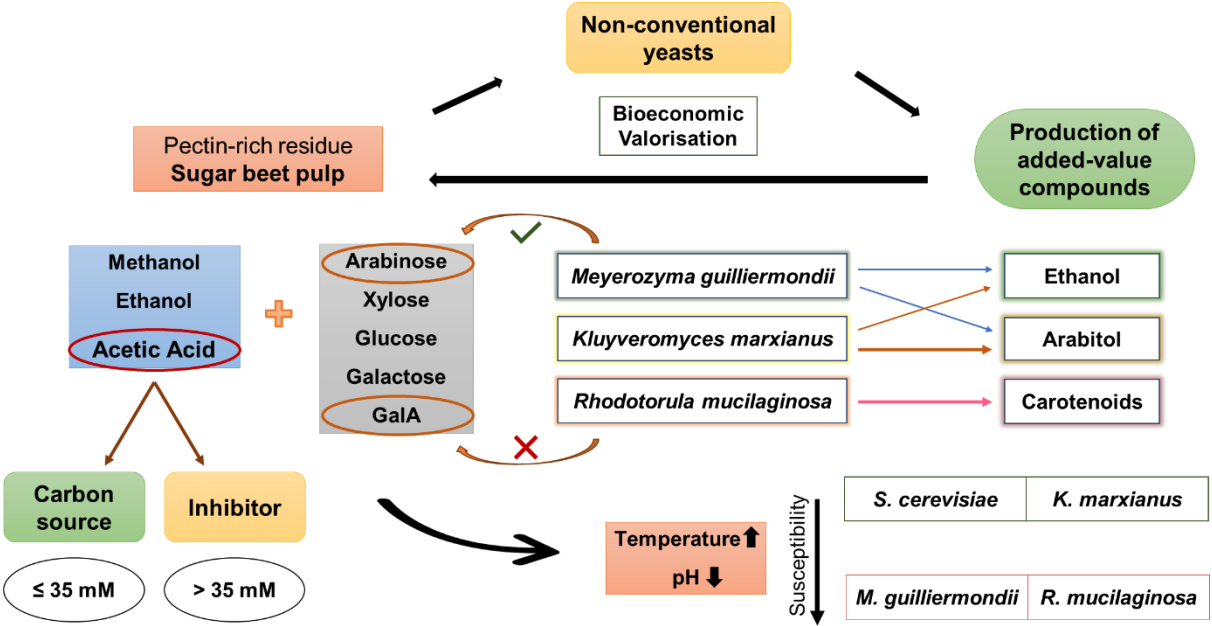 Non-conventional
yeasts
Bioeconomic
Valorisation
Pectin-rich residue
Sugar beet pulp
Production of
added-value
compounds
Methanol
Ethanol
Acetic Acid
Arabinose
Xylose
Glucose
Galactose
GalA
Meyerozyma guilliermondii
Kluyveromyces marxianus
Rhodotorula mucilaginosa
Ethanol
Arabitol
Carotenoids
Carbon
source
Inhibitor
≤ 35 mM
> 35 mM
Temperature
pH
Susceptibility
S. cerevisiae
K. marxianus
M. guilliermondii
R. mucilaginosa